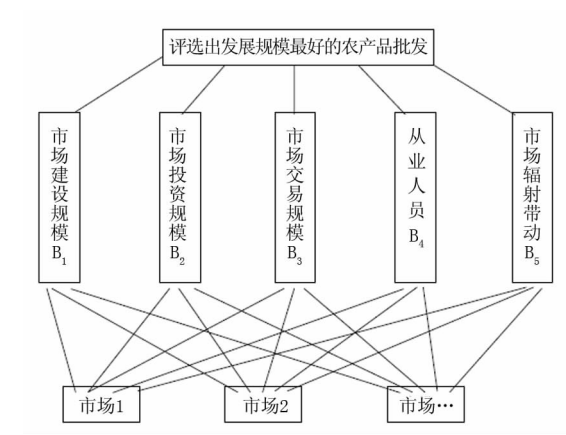 评选出发展规模最好的农产品批发
市场建设规模B₁
市场投资规模B₂
市场交易规模B₃
从业人员B₄
市场辐射带动B₅
市场1
市场2
市场…